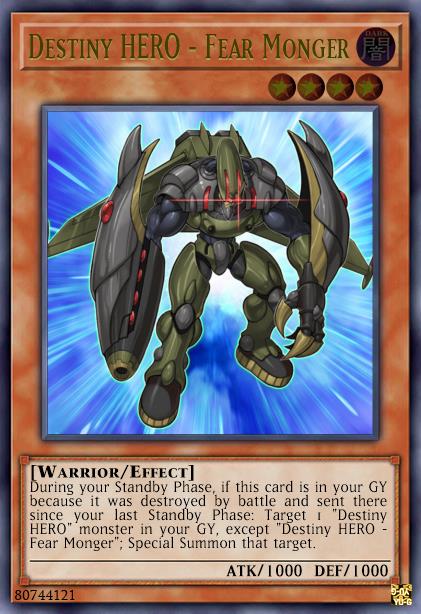 DESTINY HERO - FEAR MONGER
DARK
闇
[WARRIOR/EFFECT]
During your Standby Phase, if this card is in your GY
because it was destroyed by battle and sent there
since your last Standby Phase: Target 1 "Destiny
HERO" monster in your GY, except "Destiny HERO -
Fear Monger"; Special Summon that target.
ATK/1000 DEF/1000
80744121